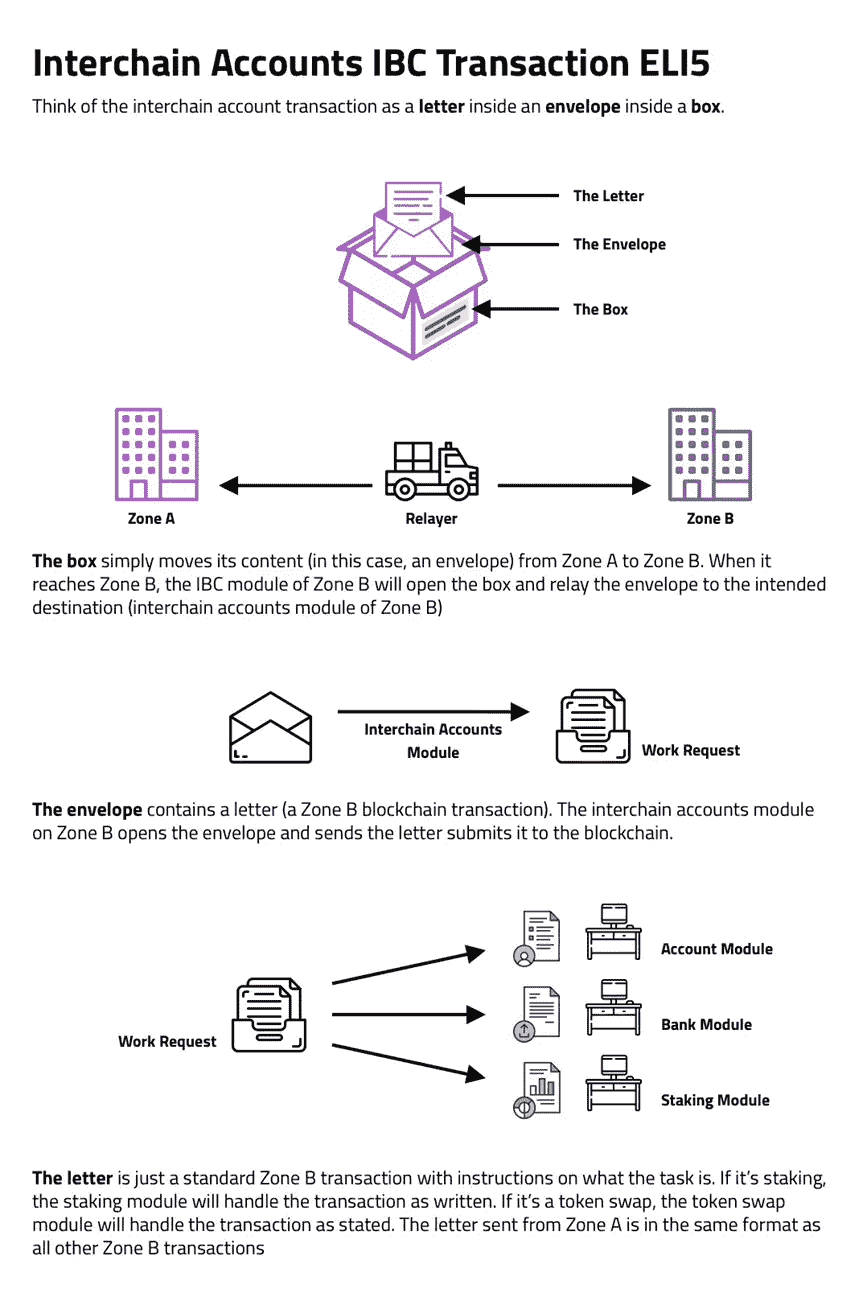 Interchain Accounts IBC Transaction ELI5
Think of the interchain account transaction as a letter inside an envelope inside a box.
The Letter
The Envelope
The Box
Zone A
Relayer
Zone B
The box simply moves its content (in this case, an envelope) from Zone A to Zone B. When it
reaches Zone B, the IBC module of Zone B will open the box and relay the envelope to the intended
destination (interchain accounts module of Zone B)
Interchain Accounts
Module
Work Request
The envelope contains a letter (a Zone B blockchain transaction). The interchain accounts module
on Zone B opens the envelope and sends the letter submits it to the blockchain.
Account Module
Bank Module
Work Request
Staking Module
The letter is just a standard Zone B transaction with instructions on what the task is. If it's staking,
the staking module will handle the transaction as written. If it's a token swap, the token swap
module will handle the transaction as stated. The letter sent from Zone A is in the same format as
all other Zone B transactions